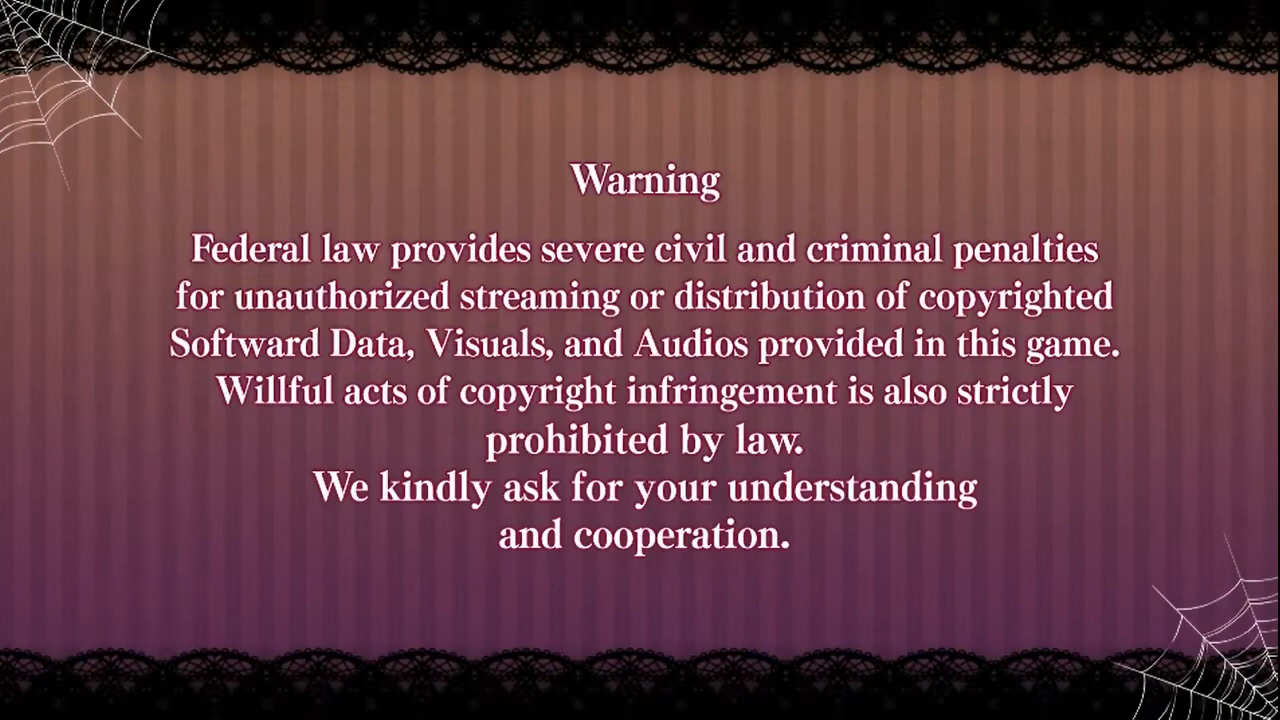 Warning
Federal law provides severe civil and criminal penalties
for unauthorized streaming or distribution of copyrighted
Softward Data, Visuals, and Audios provided in this game.
Willful acts of copyright infringement is also strictly
prohibited by law.
We kindly ask for your understanding
and cooperation.